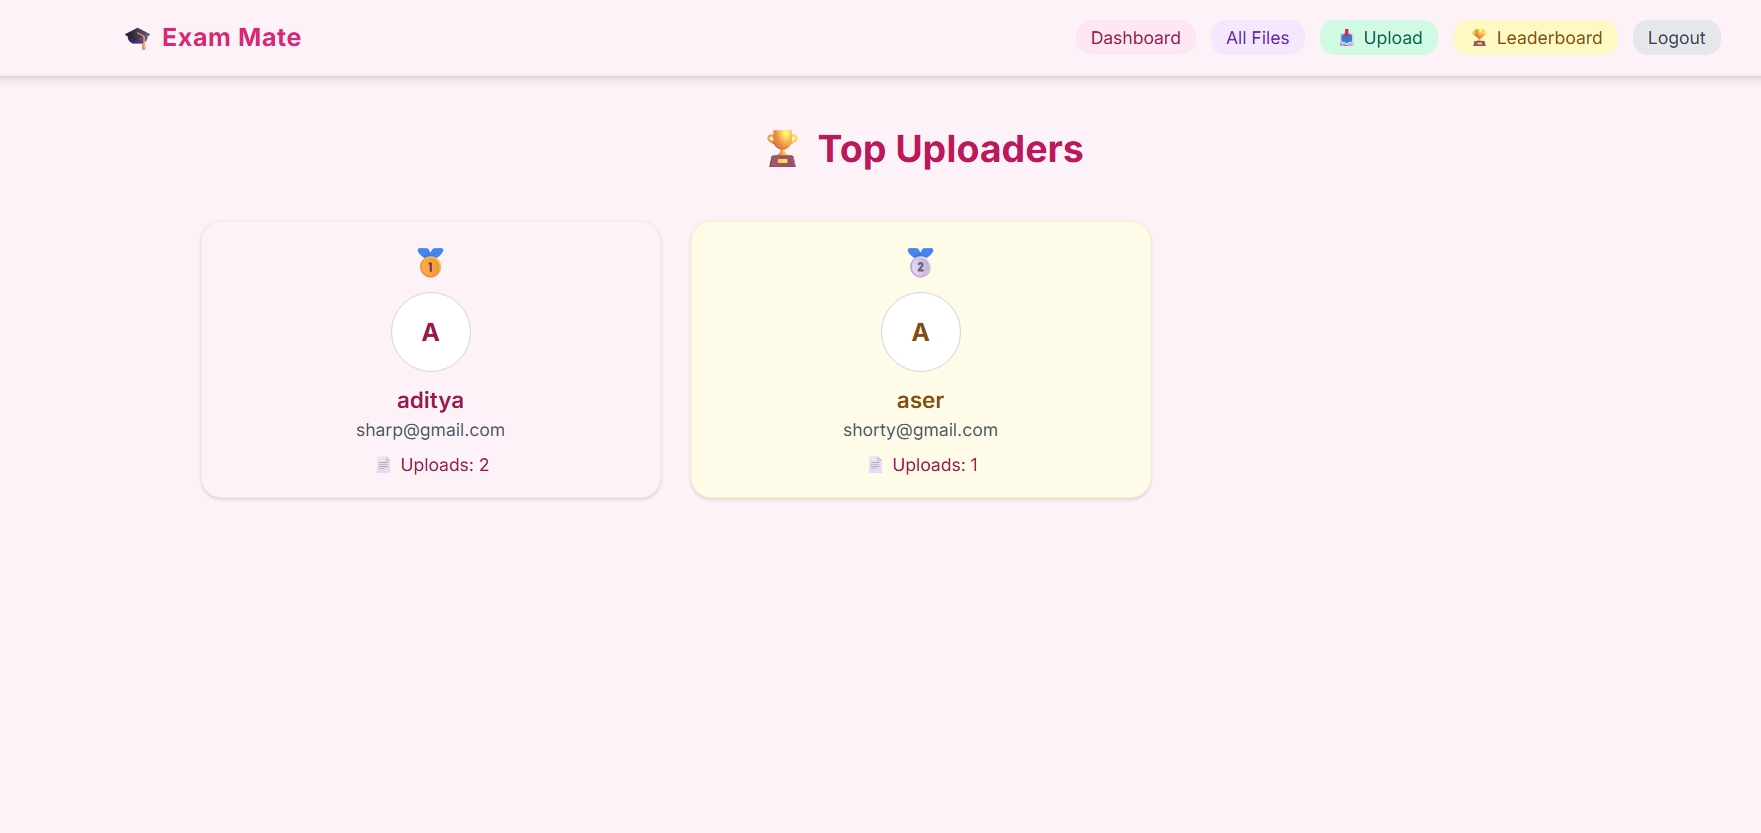 🎓 Exam Mate
Dashboard
All Files
📥 Upload
🏆 Leaderboard
Logout
🏆 Top Uploaders
1
A
aditya
sharp@gmail.com
📄 Uploads: 2
2
A
aser
shorty@gmail.com
📄 Uploads: 1